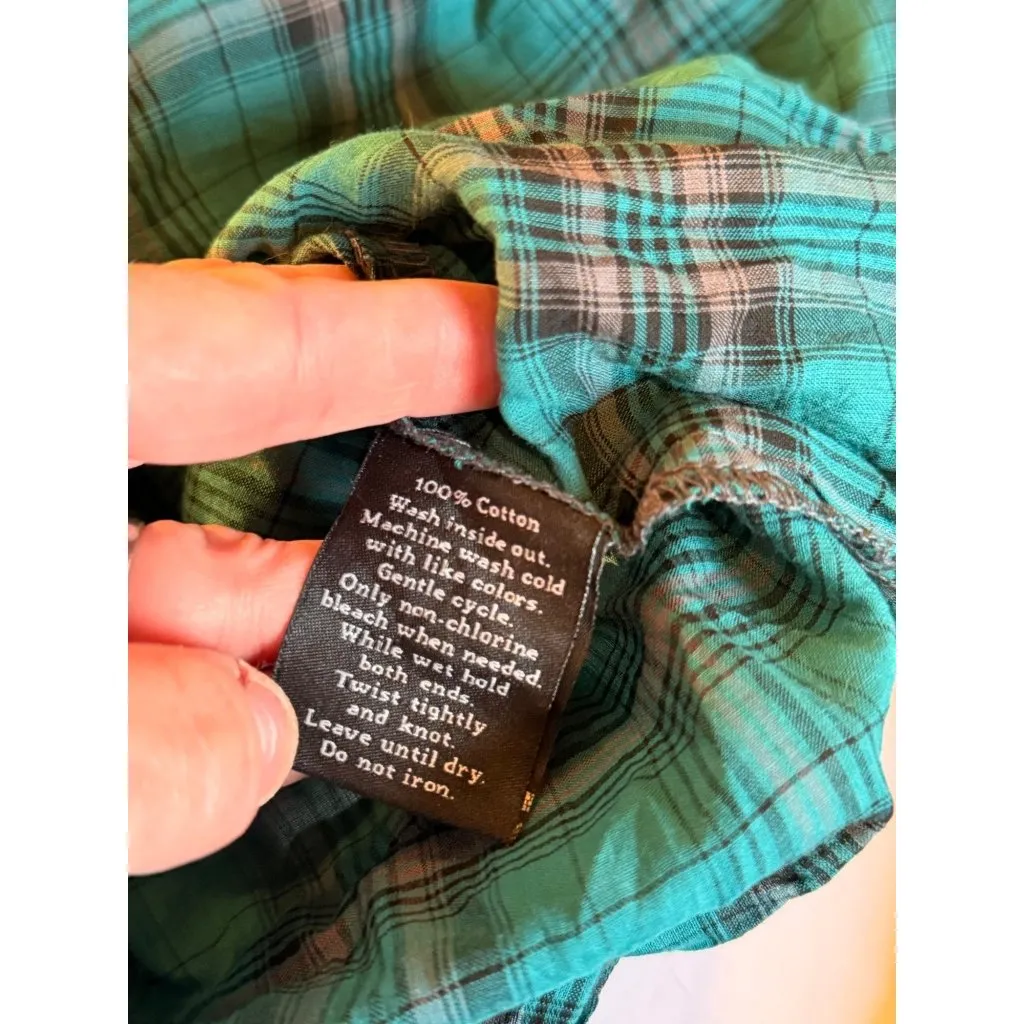 100% Cotton
Wash inside out.
Machine wash cold
with like colors.
Gentle cycle.
Only non-chlorine
bleach when needed.
While wet hold
both ends.
Twist tightly
and knot.
Leave until dry.
Do not iron.